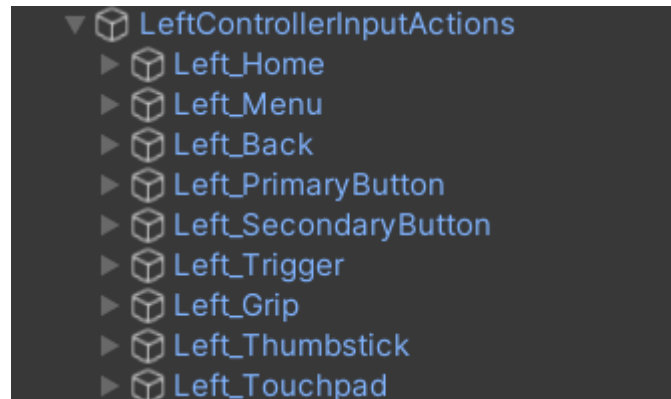 LeftControllerInputActions
Left_Home
Left_Menu
Left_Back
Left_PrimaryButton
Left_SecondaryButton
Left_Trigger
Left_Grip
Left_Thumbstick
Left_Touchpad